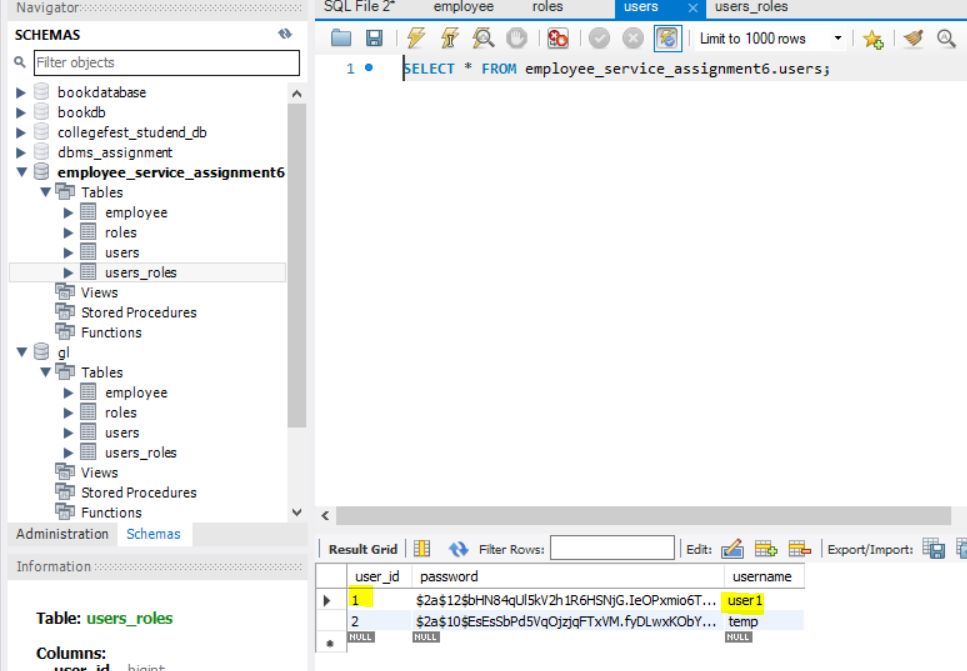 Navigator
SCHEMAS
Filter objects
bookdatabase
bookdb
collegefest_studend_db
dbms_assignment
employee_service_assignment6
Tables
employee
roles
users
users_roles
Views
Stored Procedures
Functions
gl
Tables
employee
roles
users
users_roles
Views
Stored Procedures
Functions
Administration Schemas
Information
Table: users_roles
Columns:
user_id bigint
SQL File 2* employee roles users users_roles
Limit to 1000 rows
1 SELECT * FROM employee_service_assignment6.users;
Result Grid Filter Rows: Edit: Export/Import:
user_id password username
1 $2a$12$bHN84qUl5kV2h1R6HSNjG.IeOPxmio6T... user1
2 $2a$10$EsEsSbPd5VqOjzjqFTxVM.fyDLwxKObY... temp
NULL NULL NULL